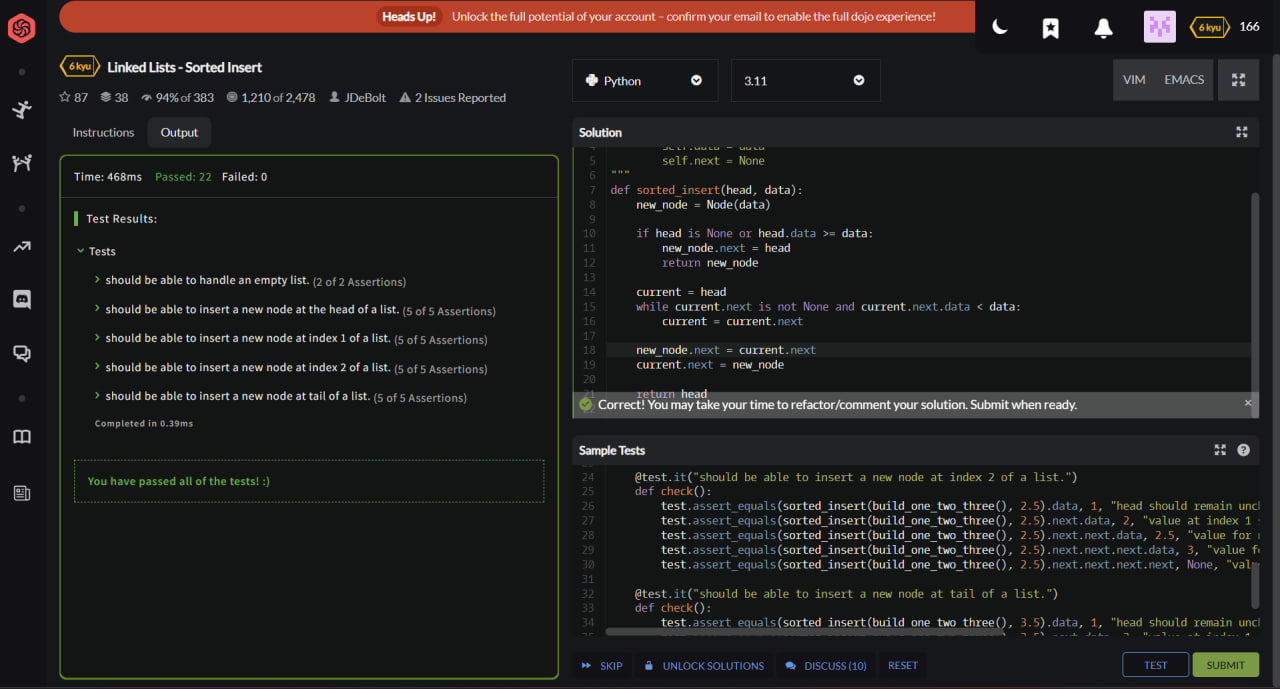 Heads Up! Unlock the full potential of your account – confirm your email to enable the full dojo experience!
6 kyu 166
6 kyu Linked Lists - Sorted Insert
87 38 94% of 383 1,210 of 2,478 JDeBolt 2 Issues Reported
Instructions Output
Time: 468ms Passed: 22 Failed: 0
Test Results:
Tests
should be able to handle an empty list. (2 of 2 Assertions)
should be able to insert a new node at the head of a list. (5 of 5 Assertions)
should be able to insert a new node at index 1 of a list. (5 of 5 Assertions)
should be able to insert a new node at index 2 of a list. (5 of 5 Assertions)
should be able to insert a new node at tail of a list. (5 of 5 Assertions)
Completed in 0.39ms
You have passed all of the tests! :)
Python 3.11 VIM EMACS
Solution
4 self.data = data
5 self.next = None
6 """
7 def sorted_insert(head, data):
8 new_node = Node(data)
9
10 if head is None or head.data >= data:
11 new_node.next = head
12 return new_node
13
14 current = head
15 while current.next is not None and current.next.data < data:
16 current = current.next
17
18 new_node.next = current.next
19 current.next = new_node
20
21 return head
Correct! You may take your time to refactor/comment your solution. Submit when ready. ×
Sample Tests
24 @test.it("should be able to insert a new node at index 2 of a list.")
25 def check():
26 test.assert_equals(sorted_insert(build_one_two_three(), 2.5).data, 1, "head should remain uncl
27 test.assert_equals(sorted_insert(build_one_two_three(), 2.5).next.data, 2, "value at index 1
28 test.assert_equals(sorted_insert(build_one_two_three(), 2.5).next.next.data, 2.5, "value for
29 test.assert_equals(sorted_insert(build_one_two_three(), 2.5).next.next.next.data, 3, "value f
30 test.assert_equals(sorted_insert(build_one_two_three(), 2.5).next.next.next.next, None, "val
31
32 @test.it("should be able to insert a new node at tail of a list.")
33 def check():
34 test.assert_equals(sorted_insert(build_one_two_three(), 3.5).data, 1, "head should remain uncl
SKIP UNLOCK SOLUTIONS DISCUSS (10) RESET TEST SUBMIT